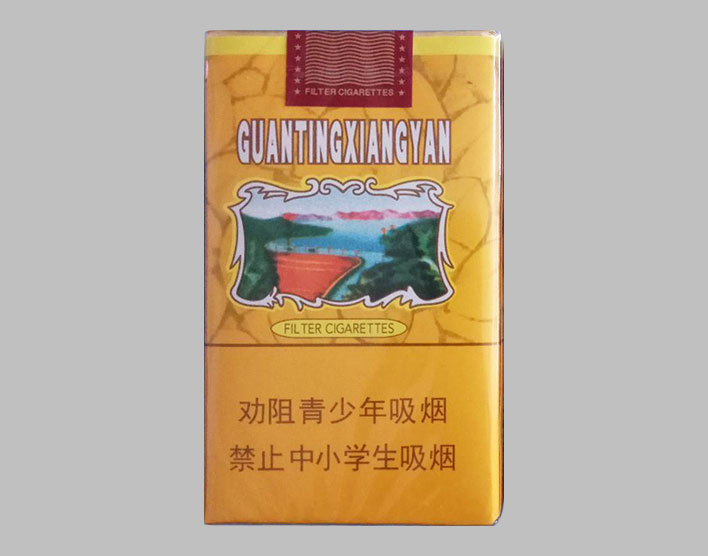 FILTER CIGARETTES
GUANTINGXIANGYAN
FILTER CIGARETTES
劝阻青少年吸烟
禁止中小学生吸烟